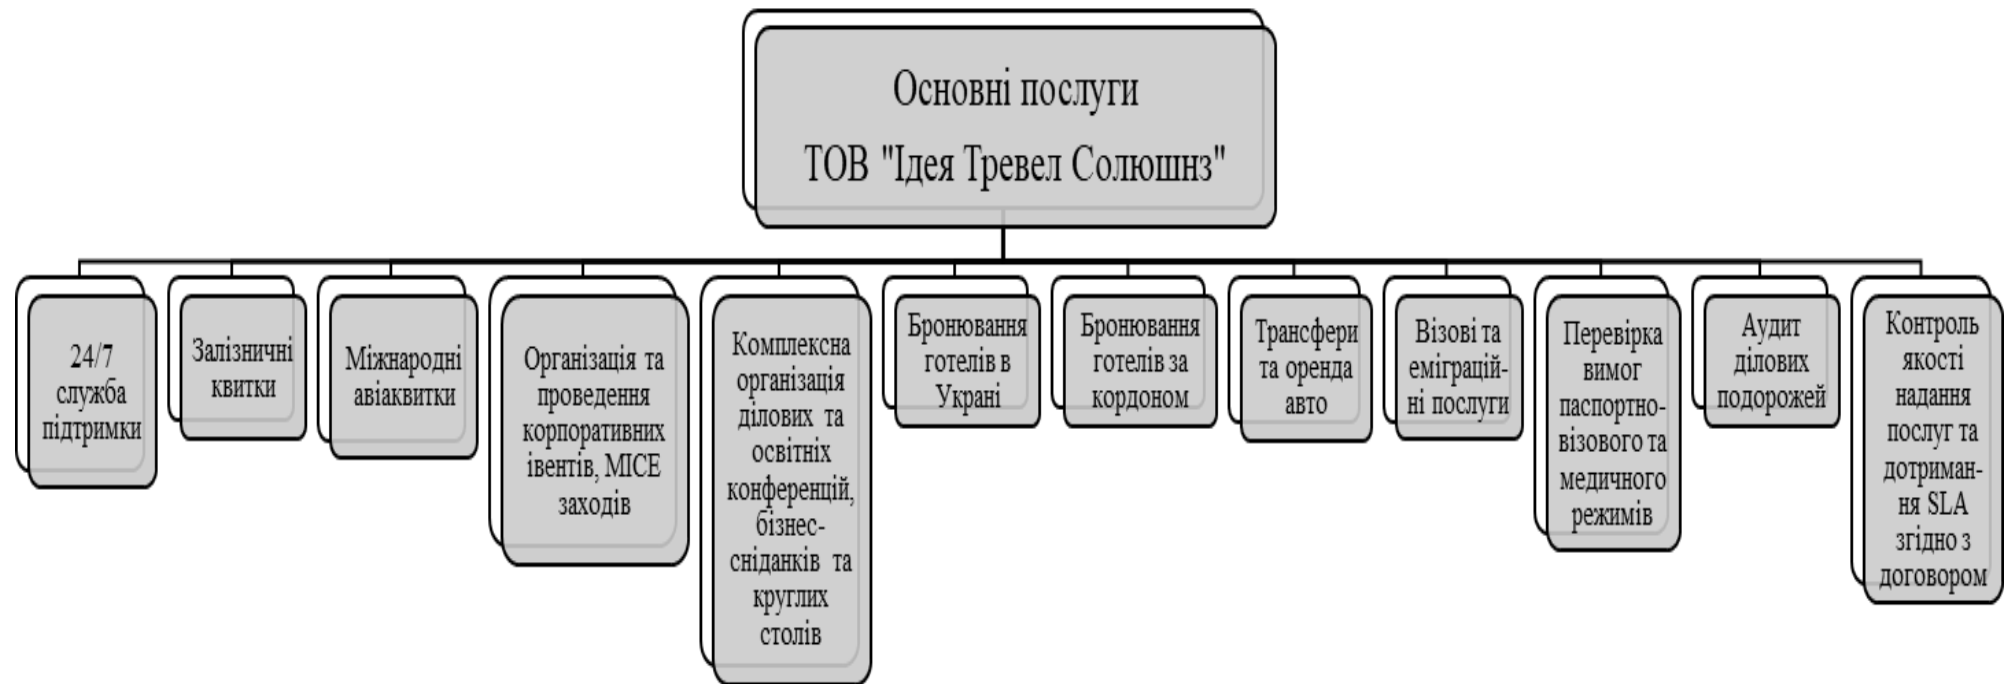 Основні послуги
ТОВ "Ідея Тревел Солюшнз"
24/7
служба
підтримки
Залізничні
квитки
Міжнародні
авіаквитки
Організація та
проведення
корпоративних
івентів, MICE
заходів
Комплексна
організація
ділових та
освітніх
конференцій,
бізнес-
сніданків та
круглих
столів
Бронювання
готелів в
Украні
Бронювання
готелів за
кордоном
Трансфери
та оренда
авто
Візові та
еміграцій-
ні послуги
Перевірка
вимог
паспортно-
візового та
медичного
режимів
Аудит
ділових
подорожей
Контроль
якості
надання
послуг та
дотриман-
ня SLA
згідно з
договором